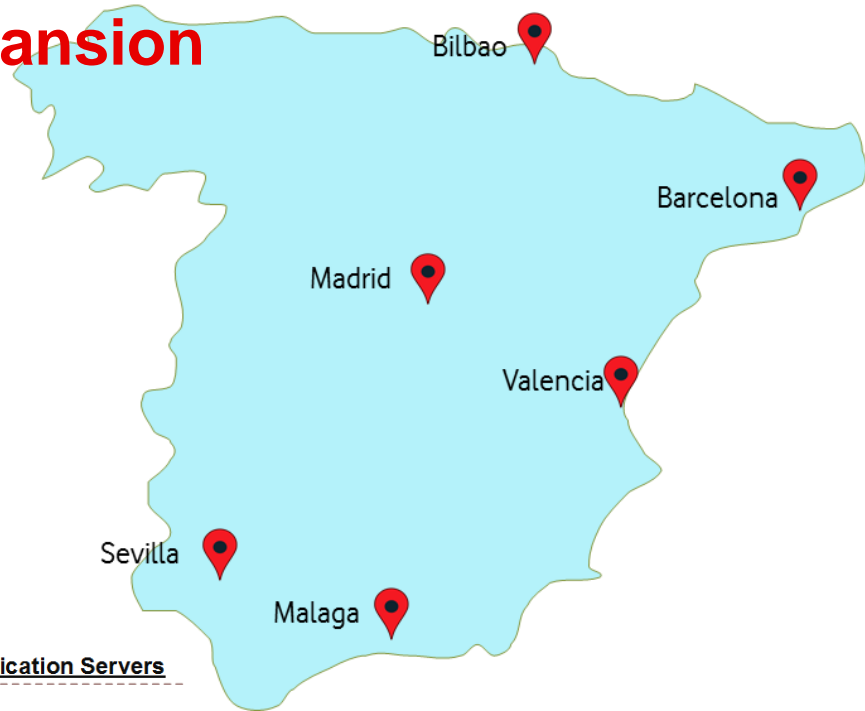 ansion
Bilbao
Barcelona
Madrid
Valencia
Sevilla
Malaga
ication Servers